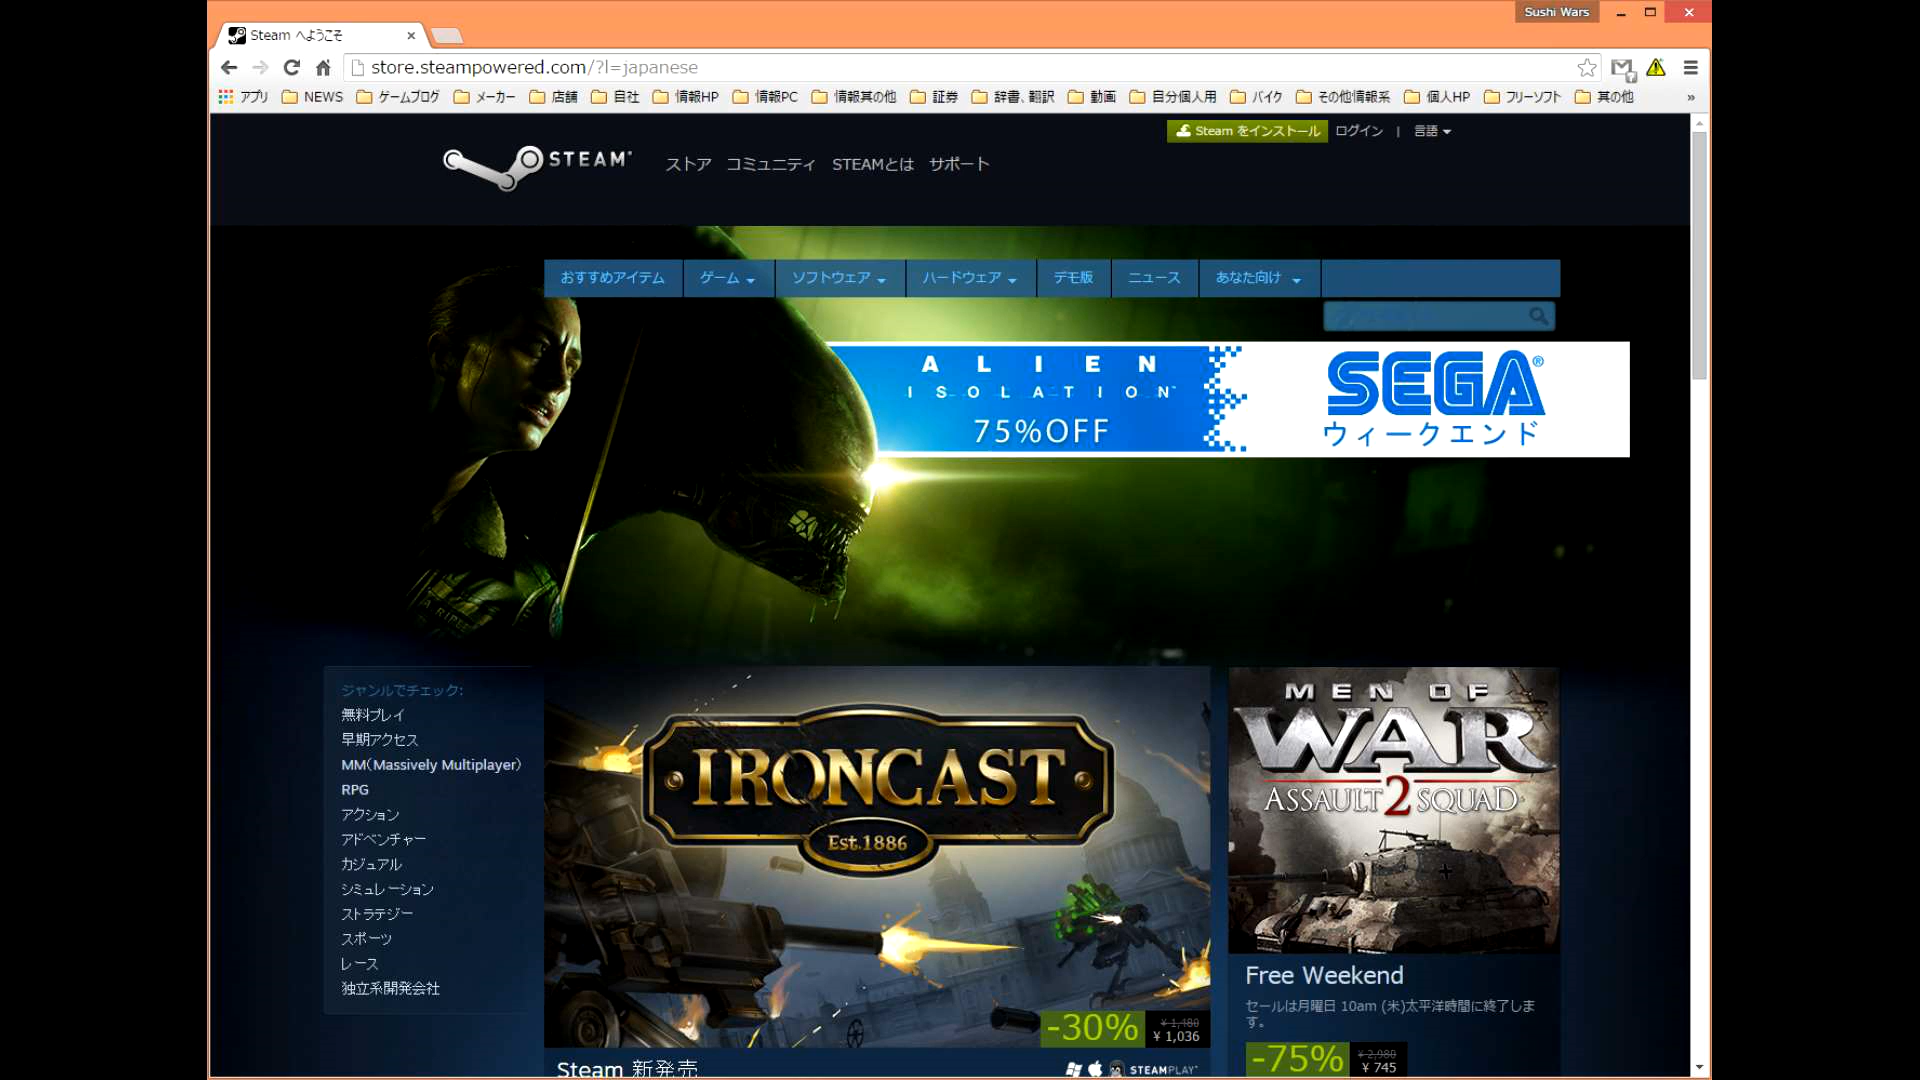 Sushi Wars
Steam へようこそ
store.steampowered.com/?l=japanese
アプリ NEWS ゲームブログ メーカー 店舗 自社 情報HP 情報PC 情報其の他 証券 辞書、翻訳 動画 自分個人用 バイク その他情報系 個人HP フリーソフト 其の他 »
Steam をインストール ログイン | 言語
STEAM ストア コミュニティ STEAMとは サポート
おすすめアイテム ゲーム ソフトウェア ハードウェア デモ版 ニュース あなた向け
ALIEN
ISOLATION™
75%OFF
SEGA®
ウィークエンド
A RIPLEY
ジャンルでチェック:
無料プレイ
早期アクセス
MM(Massively Multiplayer)
RPG
アクション
アドベンチャー
カジュアル
シミュレーション
ストラテジー
スポーツ
レース
独立系開発会社
IRONCAST
Est.1886
-30%
¥ 1,480
¥ 1,036
Steam 新発売
STEAMPLAY
MEN OF
WAR
ASSAULT 2 SQUAD
Free Weekend
セールは月曜日 10am (米)太平洋時間に終了しま
す。
-75%
¥ 2,980
¥ 745